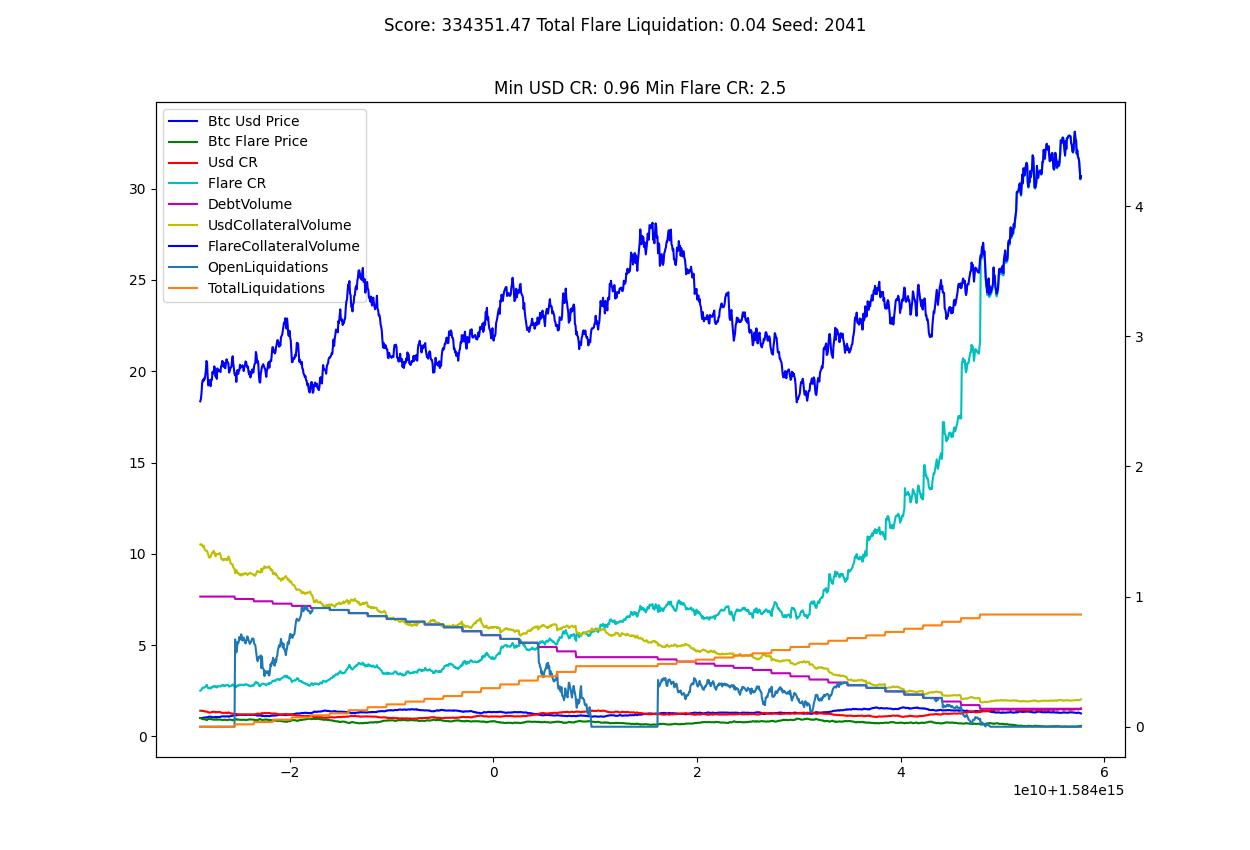 Score: 334351.47 Total Flare Liquidation: 0.04 Seed: 2041
Min USD CR: 0.96 Min Flare CR: 2.5
Btc Usd Price
Btc Flare Price
Usd CR
Flare CR
DebtVolume
UsdCollateralVolume
FlareCollateralVolume
OpenLiquidations
TotalLiquidations
30
25
20
15
10
5
0
4
3
2
1
0
−2
0
2
4
6
1e10+1.584e15